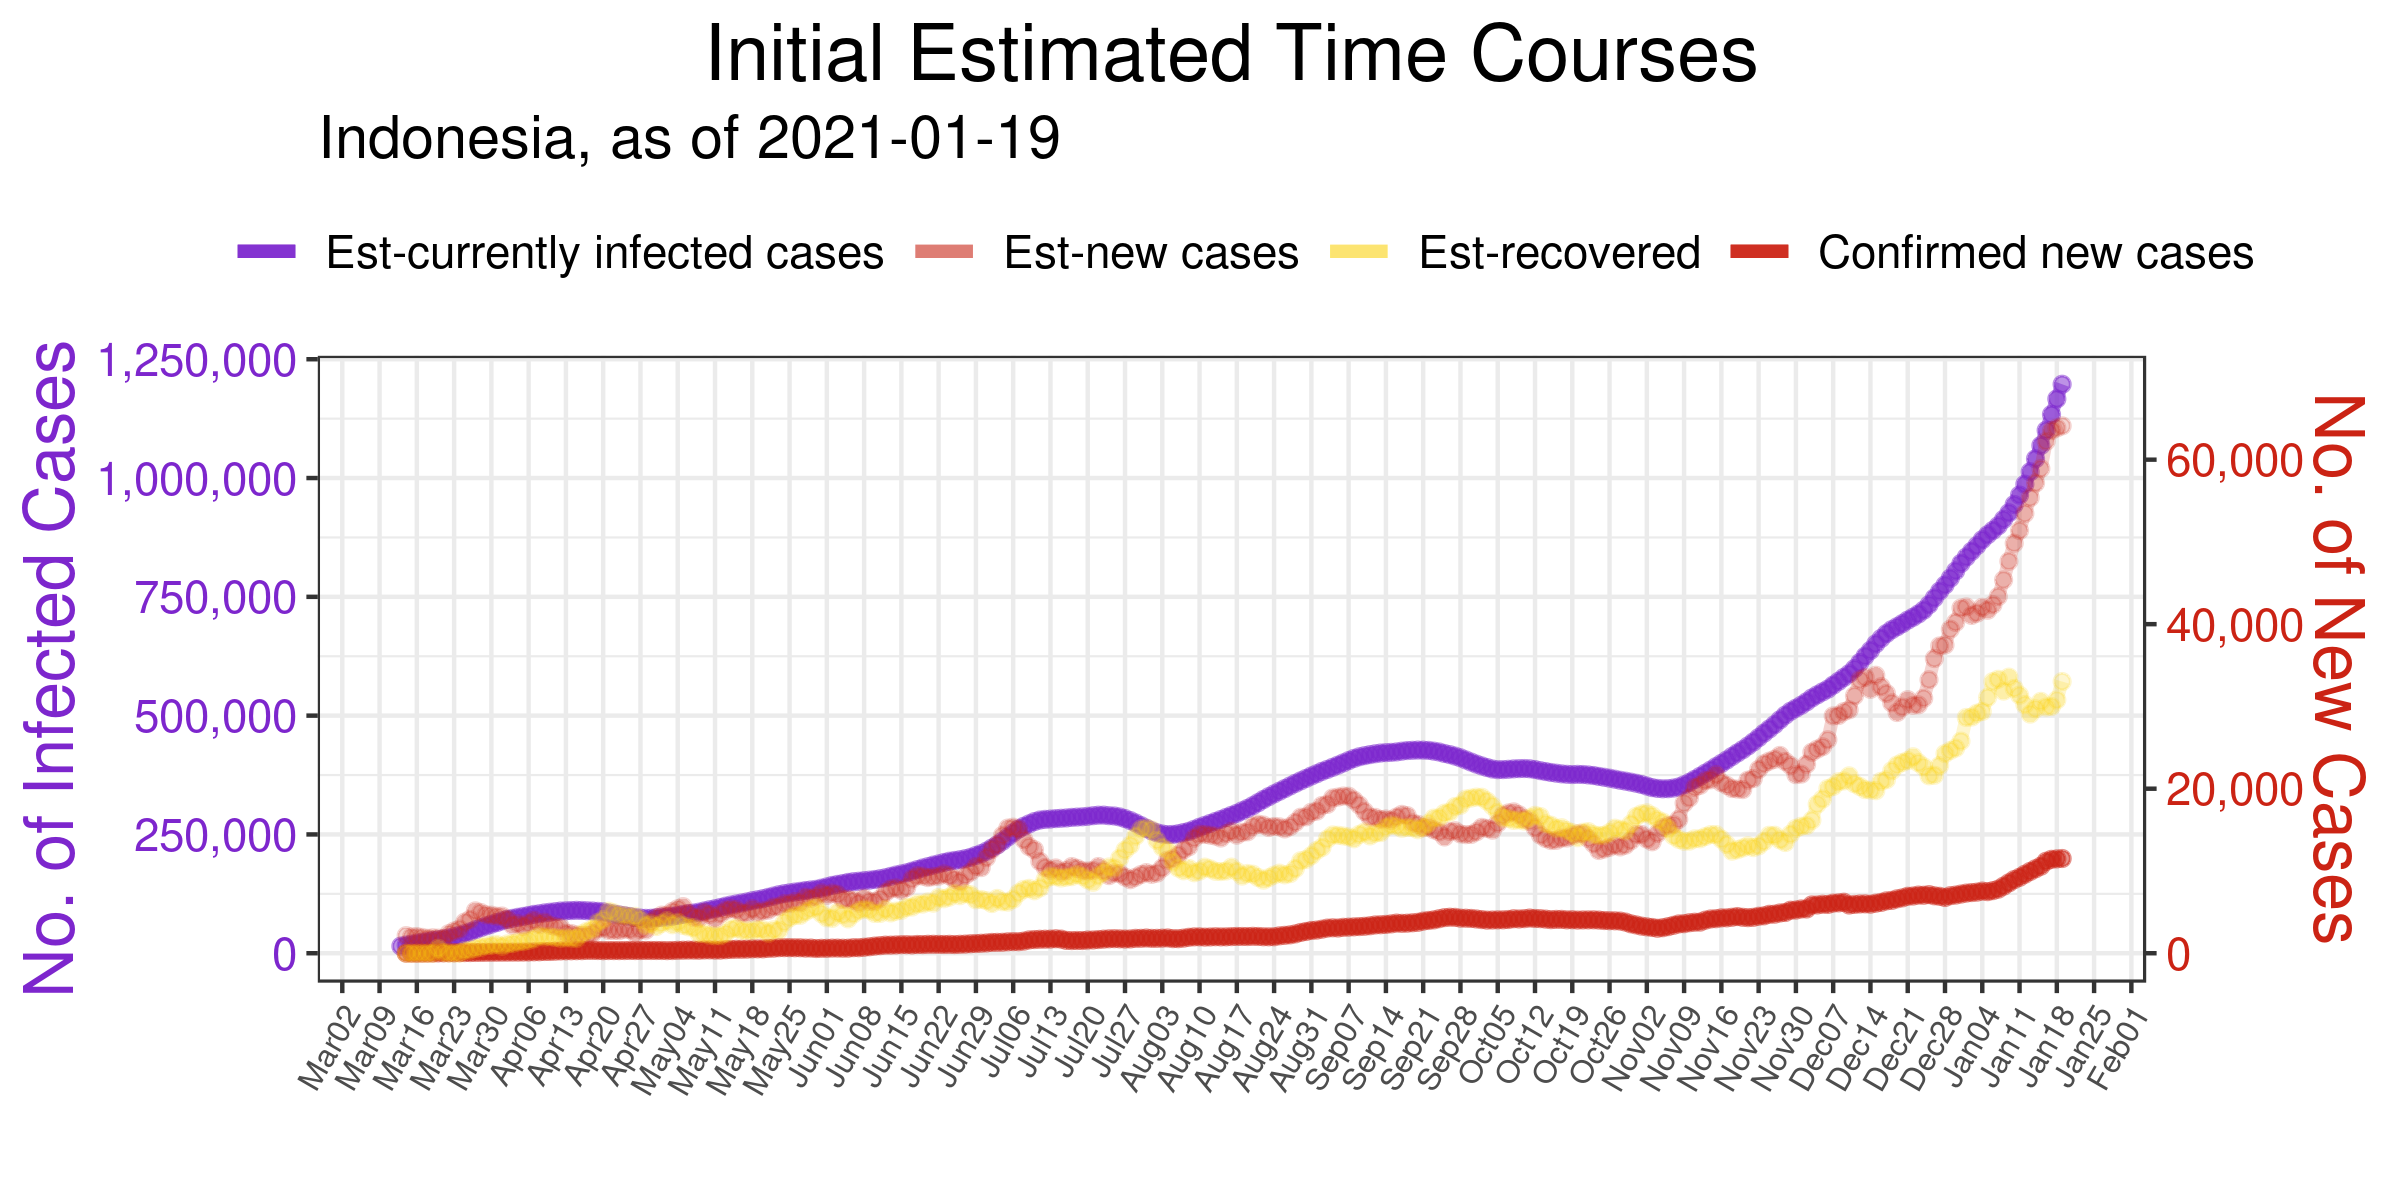 Initial Estimated Time Courses
Indonesia, as of 2021-01-19
Est-currently infected cases
Est-new cases
Est-recovered
Confirmed new cases
No. of Infected Cases
1,250,000
1,000,000
750,000
500,000
250,000
0
No. of New Cases
60,000
40,000
20,000
0
Mar02
Mar09
Mar16
Mar23
Mar30
Apr06
Apr13
Apr20
Apr27
May04
May11
May18
May25
Jun01
Jun08
Jun15
Jun22
Jun29
Jul06
Jul13
Jul20
Jul27
Aug03
Aug10
Aug17
Aug24
Aug31
Sep07
Sep14
Sep21
Sep28
Oct05
Oct12
Oct19
Oct26
Nov02
Nov09
Nov16
Nov23
Nov30
Dec07
Dec14
Dec21
Dec28
Jan04
Jan11
Jan18
Jan25
Feb01